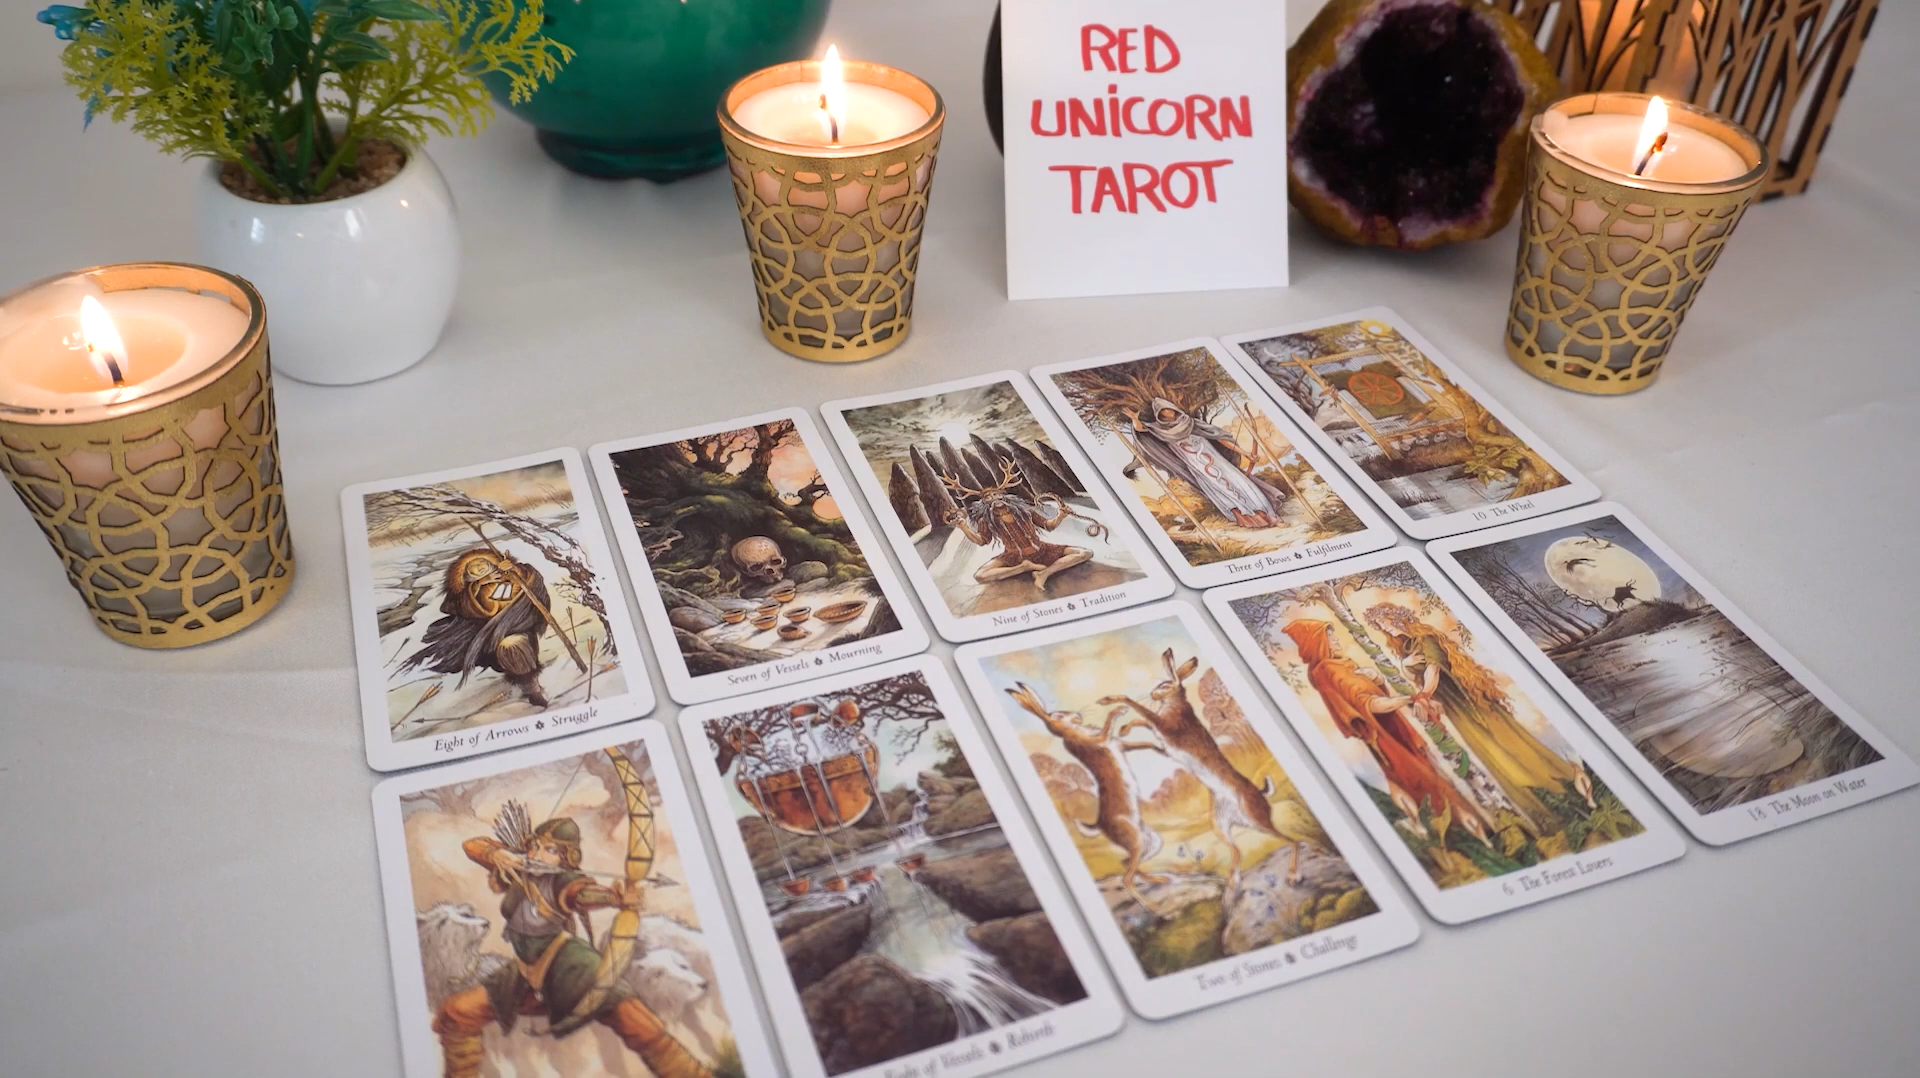 RED
UNICORN
TAROT
10 The Wheel
Three of Bows Fulfilment
Nine of Stones Tradition
Seven of Vessels Mourning
Eight of Arrows Struggle
18 The Moon on Water
6 The Forest Lovers
Two of Stones Challenge
Eight of Vessels Rebirth